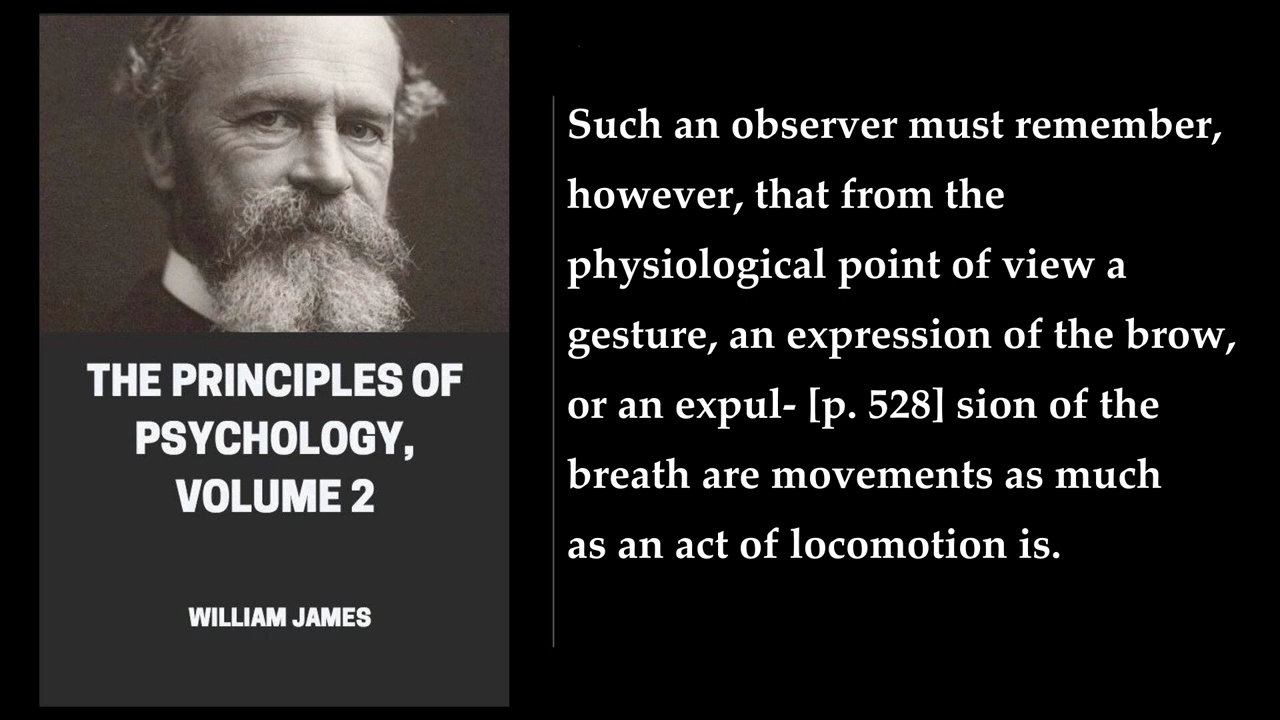 THE PRINCIPLES OF
PSYCHOLOGY,
VOLUME 2
WILLIAM JAMES
Such an observer must remember,
however, that from the
physiological point of view a
gesture, an expression of the brow,
or an expul- [p. 528] sion of the
breath are movements as much
as an act of locomotion is.